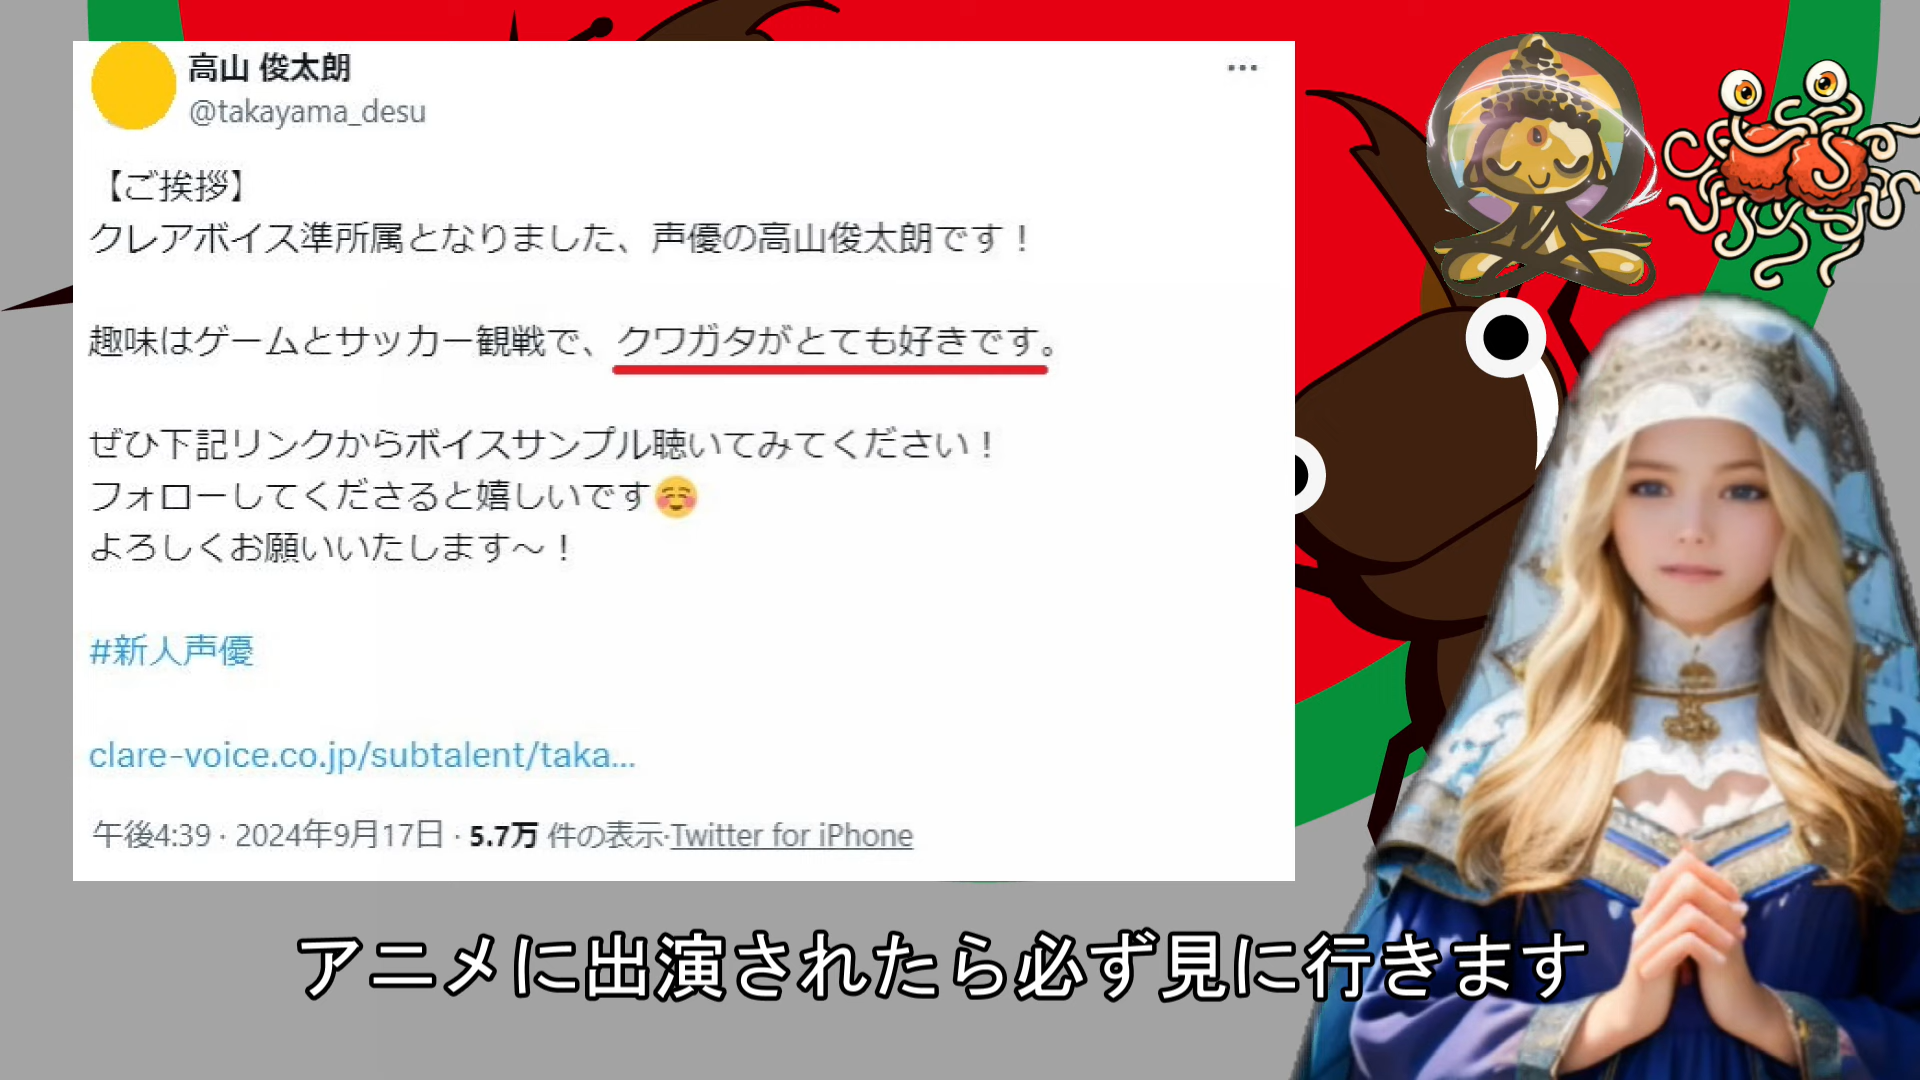 高山 俊太朗
@takayama_desu
【ご挨拶】
クレアボイス準所属となりました、声優の高山俊太朗です！
趣味はゲームとサッカー観戦で、クワガタがとても好きです。
ぜひ下記リンクからボイスサンプル聴いてみてください！
フォローしてくださると嬉しいです☺️
よろしくお願いいたします～！
#新人声優
clare-voice.co.jp/subtalent/taka...
午後4:39 · 2024年9月17日 · 5.7万 件の表示·Twitter for iPhone
アニメに出演されたら必ず見に行きます